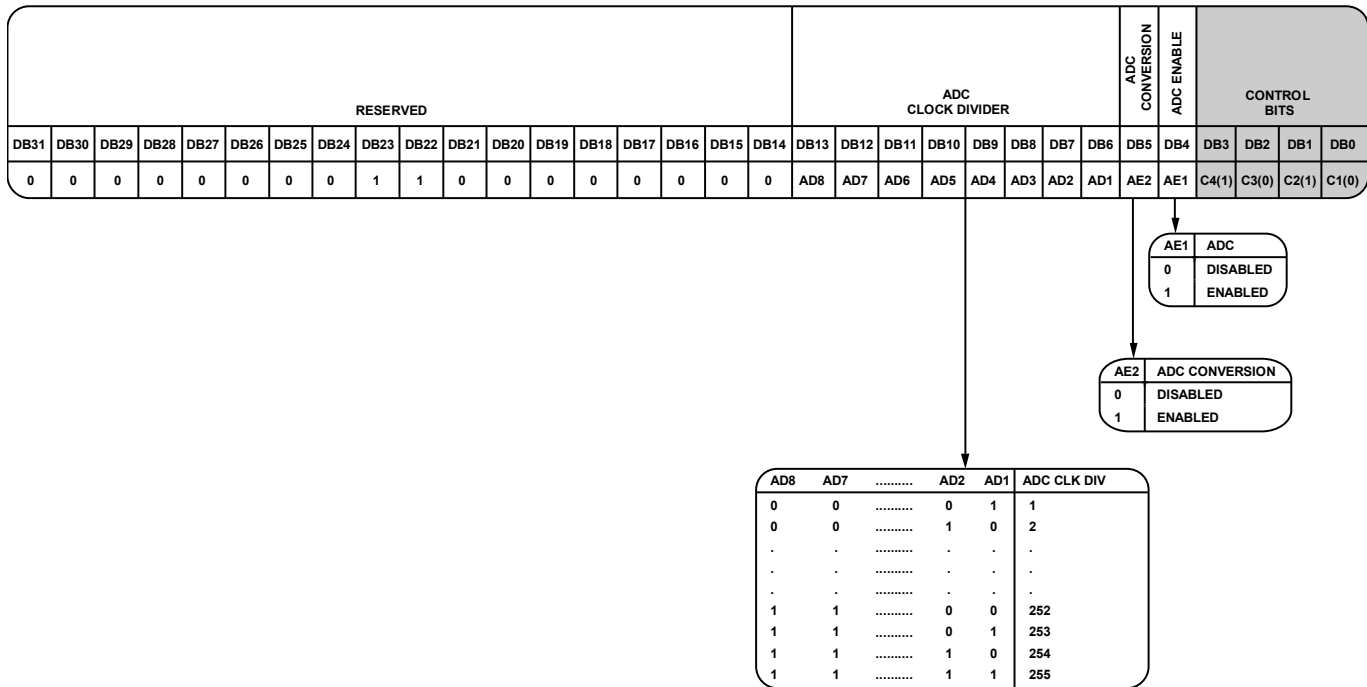 RESERVED
ADC
CLOCK DIVIDER
ADC
CONVERSION
ADC ENABLE
CONTROL
BITS
DB31 DB30 DB29 DB28 DB27 DB26 DB25 DB24 DB23 DB22 DB21 DB20 DB19 DB18 DB17 DB16 DB15 DB14 DB13 DB12 DB11 DB10 DB9 DB8 DB7 DB6 DB5 DB4 DB3 DB2 DB1 DB0
0 0 0 0 0 0 0 0 1 1 0 0 0 0 0 0 0 0 AD8 AD7 AD6 AD5 AD4 AD3 AD2 AD1 AE2 AE1 C4(1) C3(0) C2(1) C1(0)
AE1 ADC
0 DISABLED
1 ENABLED
AE2 ADC CONVERSION
0 DISABLED
1 ENABLED
AD8 AD7 .......... AD2 AD1 ADC CLK DIV
0 0 .......... 0 1 1
0 0 .......... 1 0 2
. . .......... . . .
. . .......... . . .
. . .......... . . .
1 1 .......... 0 0 252
1 1 .......... 0 1 253
1 1 .......... 1 0 254
1 1 .......... 1 1 255